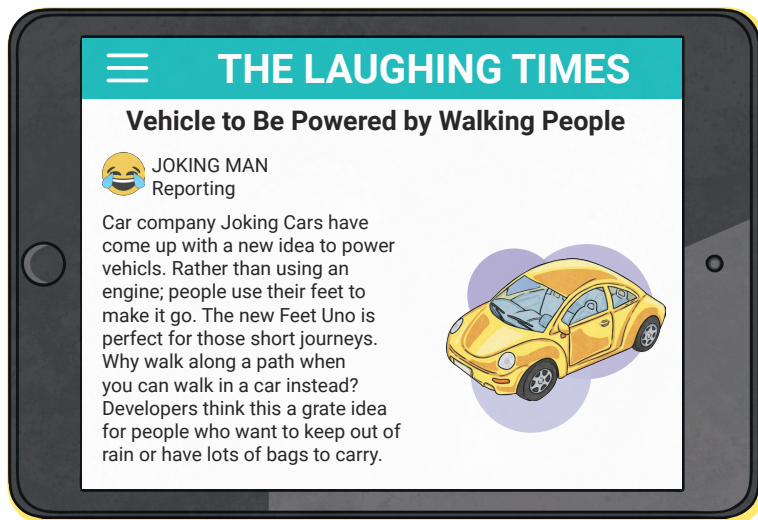 THE LAUGHING TIMES
Vehicle to Be Powered by Walking People
JOKING MAN
Reporting
Car company Joking Cars have
come up with a new idea to power
vehicls. Rather than using an
engine; people use their feet to
make it go. The new Feet Uno is
perfect for those short journeys.
Why walk along a path when
you can walk in a car instead?
Developers think this a grate idea
for people who want to keep out of
rain or have lots of bags to carry.